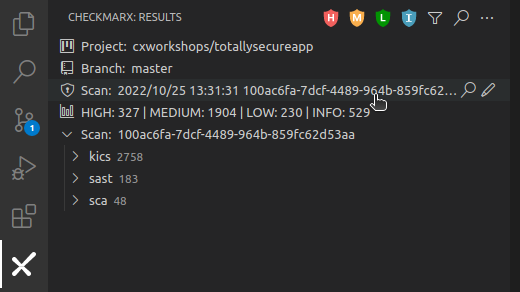 CHECKMARX: RESULTS
H M L I
Project: cxworkshops/totallysecureapp
Branch: master
Scan: 2022/10/25 13:31:31 100ac6fa-7dcf-4489-964b-859fc62...
HIGH: 327 | MEDIUM: 1904 | LOW: 230 | INFO: 529
1
Scan: 100ac6fa-7dcf-4489-964b-859fc62d53aa
kics 2758
sast 183
sca 48